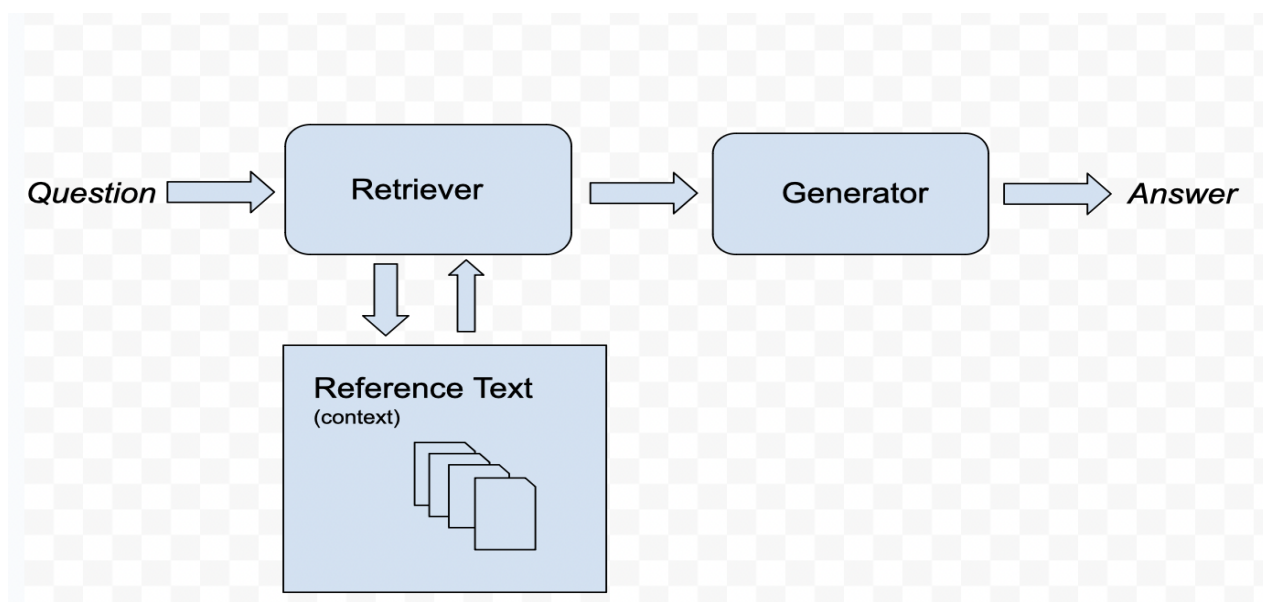 Question
Retriever
Generator
Answer
Reference Text
(context)